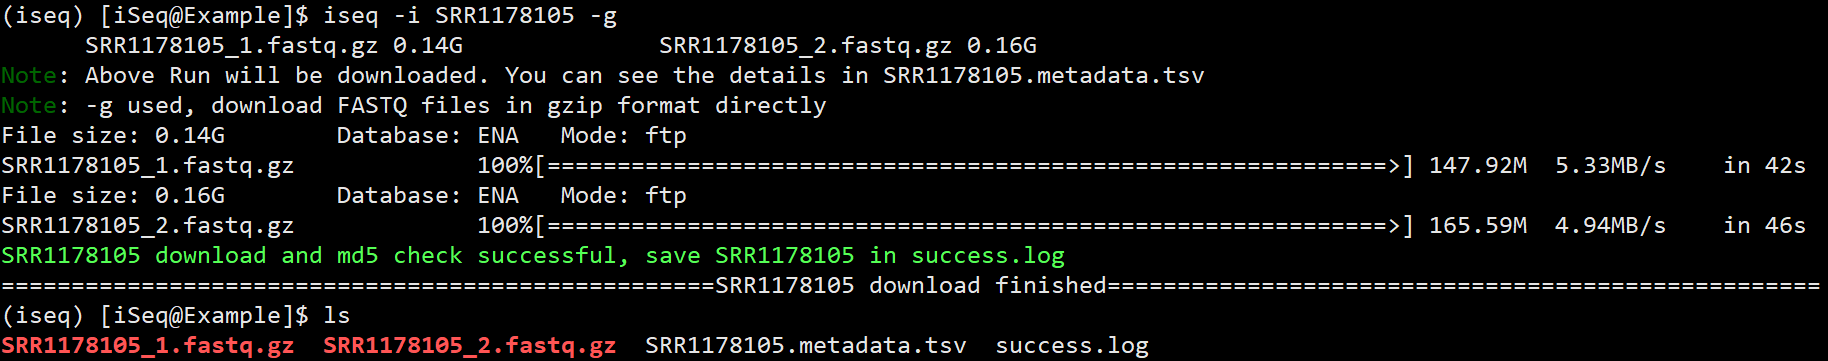 (iseq) [iSeq@Example]$ iseq -i SRR1178105 -g
      SRR1178105_1.fastq.gz 0.14G              SRR1178105_2.fastq.gz 0.16G
Note: Above Run will be downloaded. You can see the details in SRR1178105.metadata.tsv
Note: -g used, download FASTQ files in gzip format directly
File size: 0.14G        Database: ENA   Mode: ftp
SRR1178105_1.fastq.gz             100%[============================================================>] 147.92M  5.33MB/s    in 42s
File size: 0.16G        Database: ENA   Mode: ftp
SRR1178105_2.fastq.gz             100%[============================================================>] 165.59M  4.94MB/s    in 46s
SRR1178105 download and md5 check successful, save SRR1178105 in success.log
===================================================SRR1178105 download finished===================================================
(iseq) [iSeq@Example]$ ls
SRR1178105_1.fastq.gz  SRR1178105_2.fastq.gz  SRR1178105.metadata.tsv  success.log